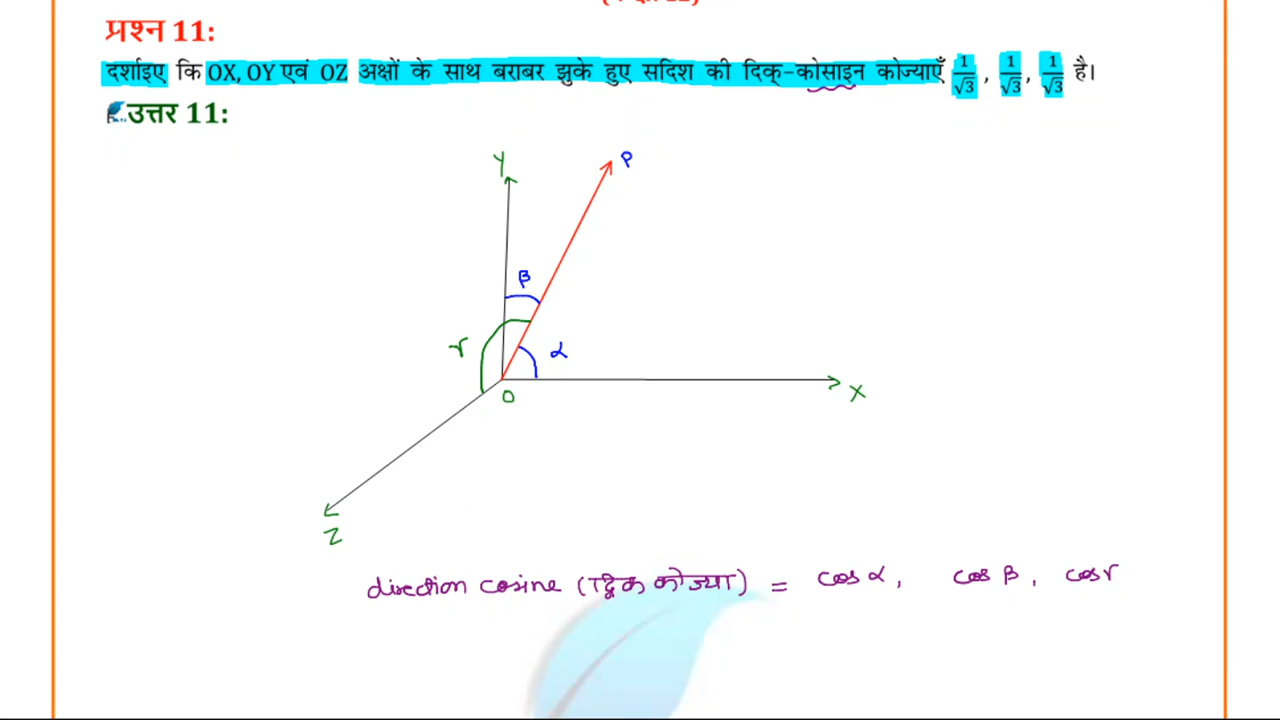 प्रश्न 11:
दर्शाइए कि OX, OY एवं OZ अक्षों के साथ बराबर झुके हुए सदिश की दिक्-कोसाइन कोज्याएँ 1/√3 , 1/√3, 1/√3 है।
उत्तर 11:
Y
P
β
γ
α
O
X
Z
direction cosine (दिक कोज्या) = cos α, cos β, cos γ